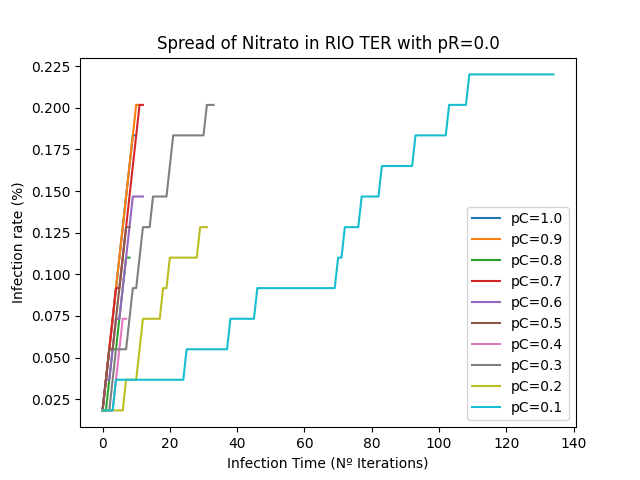 Spread of Nitrato in RIO TER with pR=0.0
Infection rate (%)
0.225
0.200
0.175
0.150
0.125
0.100
0.075
0.050
0.025
pC=1.0
pC=0.9
pC=0.8
pC=0.7
pC=0.6
pC=0.5
pC=0.4
pC=0.3
pC=0.2
pC=0.1
0 20 40 60 80 100 120 140
Infection Time (Nº Iterations)